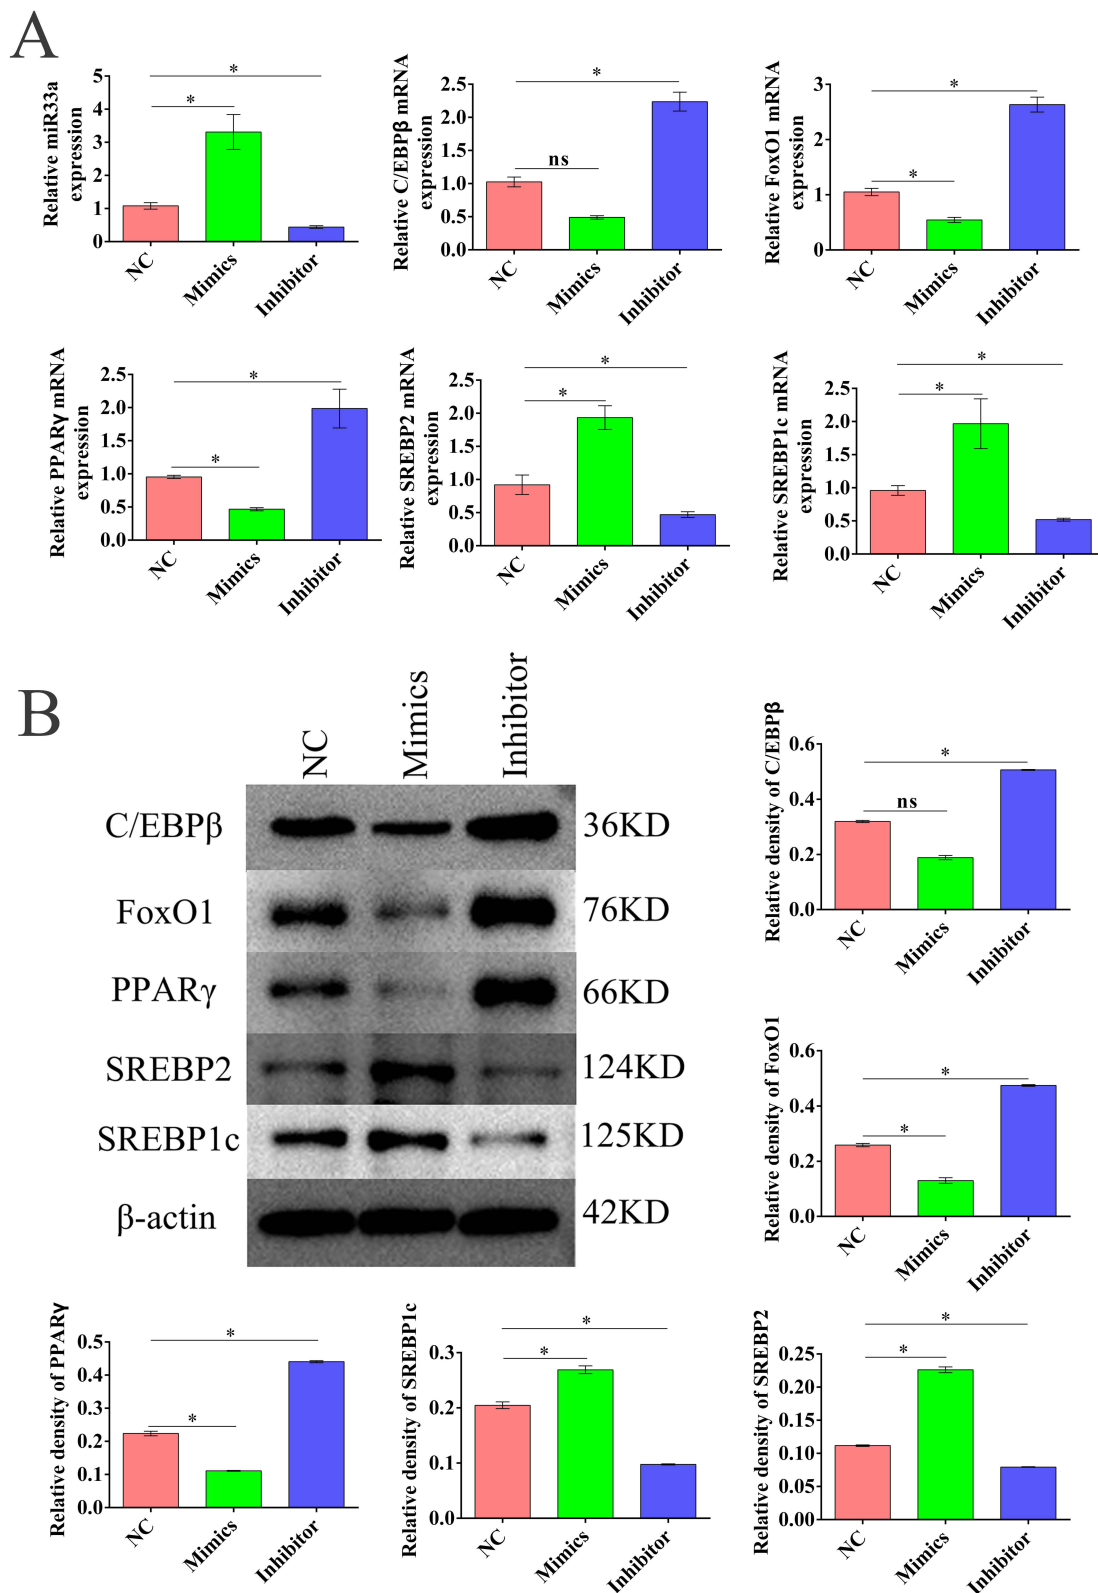 A
Relative miR33a
expression
5
4
3
2
1
0
*
*
NC
Mimics
Inhibitor
Relative C/EBPβ mRNA
expression
2.5
2.0
1.5
1.0
0.5
0.0
*
ns
NC
Mimics
Inhibitor
Relative FoxO1 mRNA
expression
3
2
1
0
*
*
NC
Mimics
Inhibitor
Relative PPARγ mRNA
expression
2.5
2.0
1.5
1.0
0.5
0.0
*
*
NC
Mimics
Inhibitor
Relative SREBP2 mRNA
expression
2.5
2.0
1.5
1.0
0.5
0.0
*
*
NC
Mimics
Inhibitor
Relative SREBP1c mRNA
expression
2.5
2.0
1.5
1.0
0.5
0.0
*
*
NC
Mimics
Inhibitor
B
NC Mimics Inhibitor
C/EBPβ 36KD
FoxO1 76KD
PPARγ 66KD
SREBP2 124KD
SREBP1c 125KD
β-actin 42KD
Relative density of C/EBPβ
0.6
0.4
0.2
0.0
*
ns
NC
Mimics
Inhibitor
Relative density of FoxO1
0.6
0.4
0.2
0.0
*
*
NC
Mimics
Inhibitor
Relative density of PPARγ
0.5
0.4
0.3
0.2
0.1
0.0
*
*
NC
Mimics
Inhibitor
Relative density of SREBP1c
0.3
0.2
0.1
0.0
*
*
NC
Mimics
Inhibitor
Relative density of SREBP2
0.25
0.20
0.15
0.10
0.05
0.00
*
*
NC
Mimics
Inhibitor